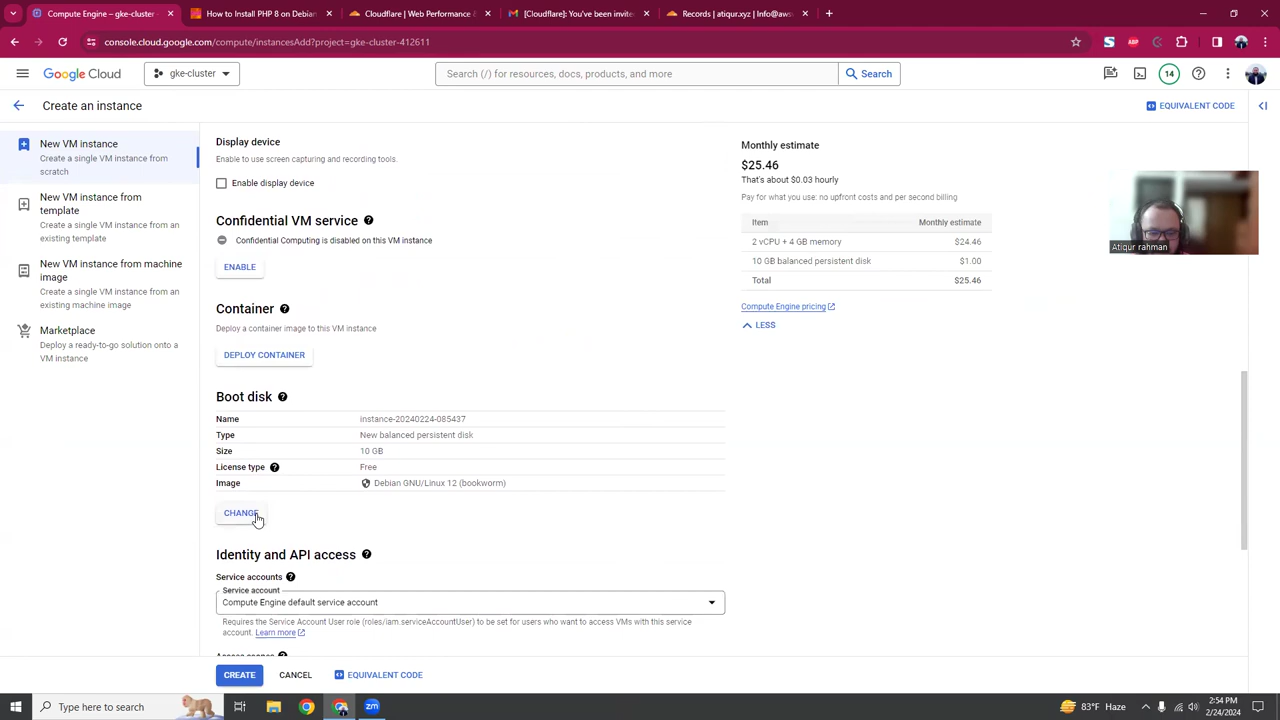 Compute Engine – gke-cluster
How to Install PHP 8 on Debian
Cloudflare | Web Performance &
[Cloudflare]: You've been invite
Records | atiqur.xyz | Info@aws
console.cloud.google.com/compute/instancesAdd?project=gke-cluster-412611
Google Cloud
gke-cluster
Search (/) for resources, docs, products, and more
Search
14
Create an instance
EQUIVALENT CODE
New VM instance
Create a single VM instance from
scratch
New VM instance from
template
Create a single VM instance from an
existing template
New VM instance from machine
image
Create a single VM instance from an
existing machine image
Marketplace
Deploy a ready-to-go solution onto a
VM instance
Display device
Enable to use screen capturing and recording tools.
Enable display device
Confidential VM service
Confidential Computing is disabled on this VM instance
ENABLE
Container
Deploy a container image to this VM instance
DEPLOY CONTAINER
Boot disk
Name instance-20240224-085437
Type New balanced persistent disk
Size 10 GB
License type Free
Image Debian GNU/Linux 12 (bookworm)
CHANGE
Identity and API access
Service accounts
Service account
Compute Engine default service account
Requires the Service Account User role (roles/iam.serviceAccountUser) to be set for users who want to access VMs with this service
account. Learn more
CREATE
CANCEL
EQUIVALENT CODE
Monthly estimate
$25.46
That's about $0.03 hourly
Pay for what you use: no upfront costs and per second billing
Item Monthly estimate
2 vCPU + 4 GB memory $24.46
10 GB balanced persistent disk $1.00
Total $25.46
Compute Engine pricing
LESS
Atiqur rahman
Type here to search
zm
83°F Haze
2:54 PM
2/24/2024